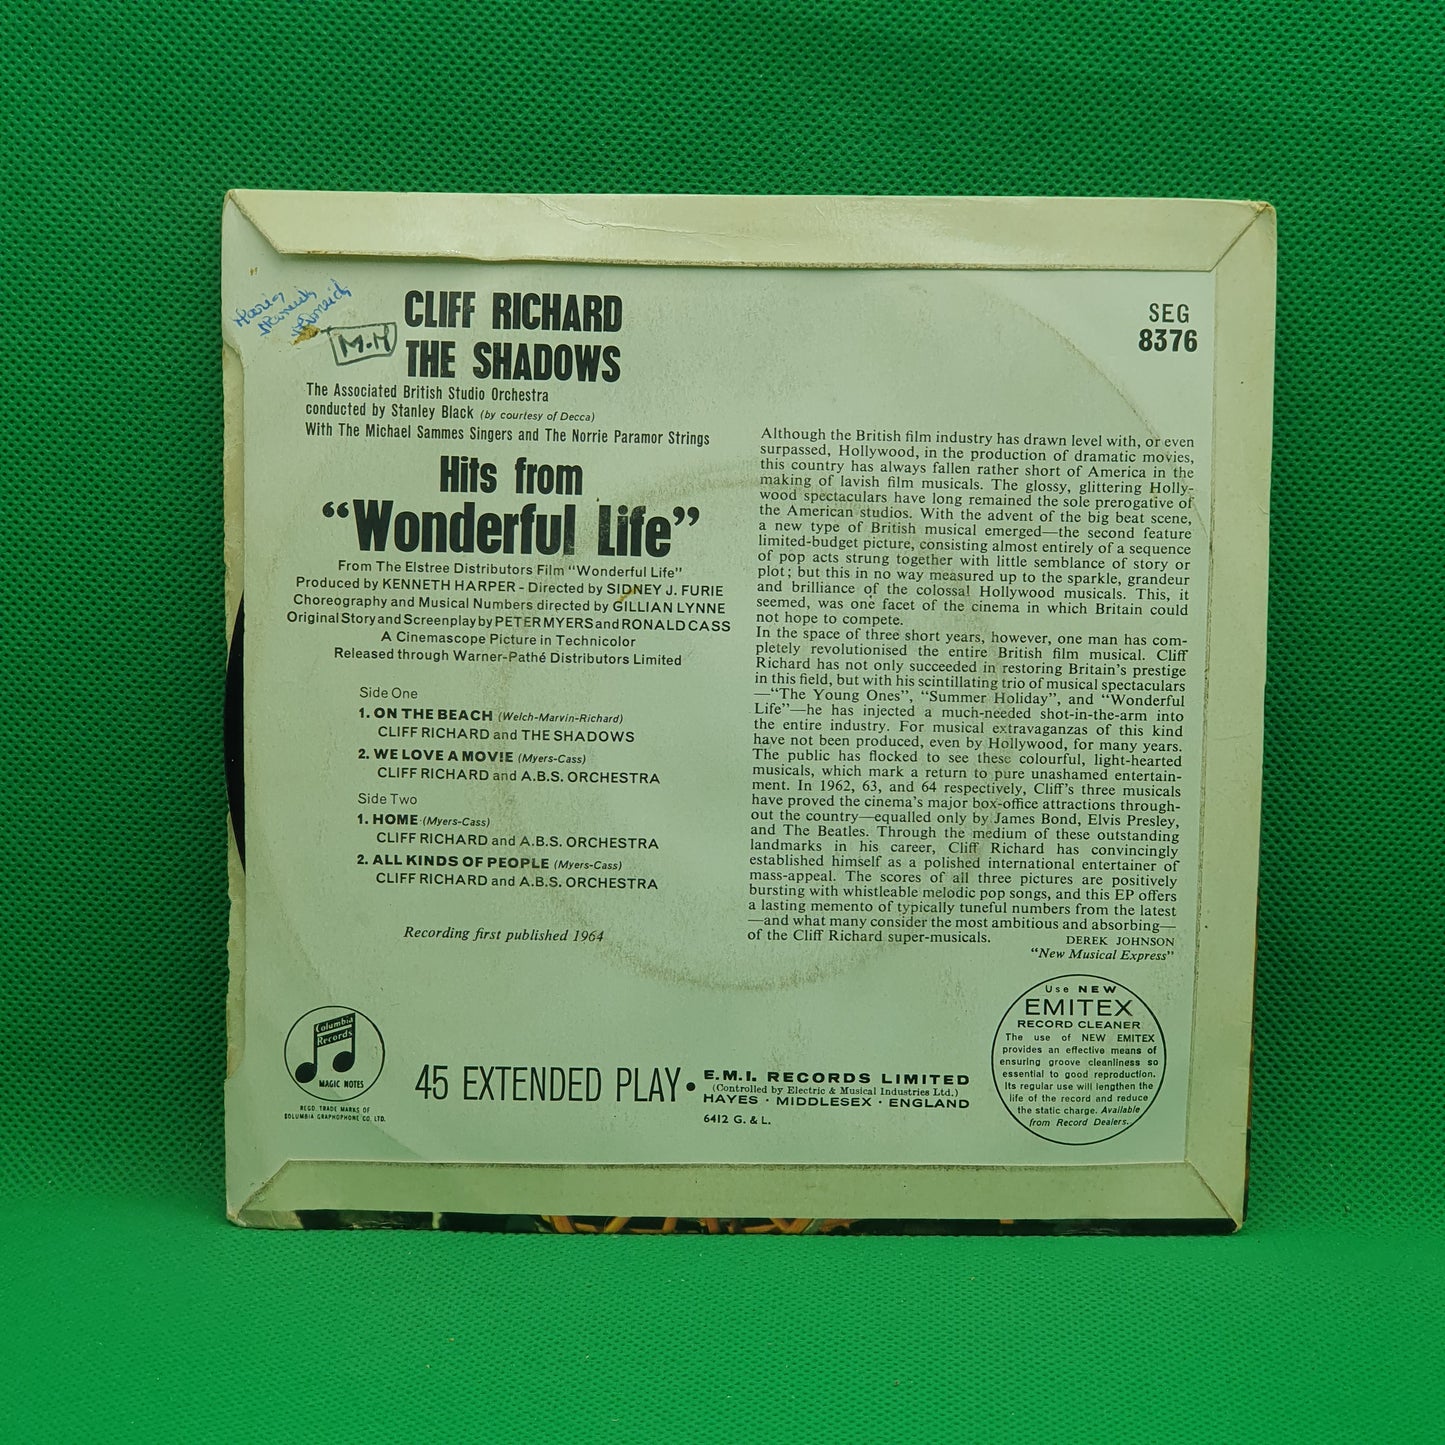 CLIFF RICHARD
THE SHADOWS
M.H
The Associated British Studio Orchestra
conducted by Stanley Black (by courtesy of Decca)
With The Michael Sammes Singers and The Norrie Paramor Strings
Hits from
“Wonderful Life”
From The Elstree Distributors Film “Wonderful Life”
Produced by KENNETH HARPER - Directed by SIDNEY J. FURIE
Choreography and Musical Numbers directed by GILLIAN LYNNE
Original Story and Screenplay by PETER MYERS and RONALD CASS
A Cinemascope Picture in Technicolor
Released through Warner-Pathé Distributors Limited
Side One
1. ON THE BEACH (Welch-Marvin-Richard)
CLIFF RICHARD and THE SHADOWS
2. WE LOVE A MOVIE (Myers-Cass)
CLIFF RICHARD and A.B.S. ORCHESTRA
Side Two
1. HOME (Myers-Cass)
CLIFF RICHARD and A.B.S. ORCHESTRA
2. ALL KINDS OF PEOPLE (Myers-Cass)
CLIFF RICHARD and A.B.S. ORCHESTRA
Recording first published 1964
SEG
8376
Although the British film industry has drawn level with, or even
surpassed, Hollywood, in the production of dramatic movies,
this country has always fallen rather short of America in the
making of lavish film musicals. The glossy, glittering Holly-
wood spectaculars have long remained the sole prerogative of
the American studios. With the advent of the big beat scene,
a new type of British musical emerged—the second feature
limited-budget picture, consisting almost entirely of a sequence
of pop acts strung together with little semblance of story or
plot; but this in no way measured up to the sparkle, grandeur
and brilliance of the colossal Hollywood musicals. This, it
seemed, was one facet of the cinema in which Britain could
not hope to compete.
In the space of three short years, however, one man has com-
pletely revolutionised the entire British film musical. Cliff
Richard has not only succeeded in restoring Britain’s prestige
in this field, but with his scintillating trio of musical spectaculars
—“The Young Ones”, “Summer Holiday”, and “Wonderful
Life”—he has injected a much-needed shot-in-the-arm into
the entire industry. For musical extravaganzas of this kind
have not been produced, even by Hollywood, for many years.
The public has flocked to see these colourful, light-hearted
musicals, which mark a return to pure unashamed entertain-
ment. In 1962, 63, and 64 respectively, Cliff’s three musicals
have proved the cinema’s major box-office attractions through-
out the country—equalled only by James Bond, Elvis Presley,
and The Beatles. Through the medium of these outstanding
landmarks in his career, Cliff Richard has convincingly
established himself as a polished international entertainer of
mass-appeal. The scores of all three pictures are positively
bursting with whistleable melodic pop songs, and this EP offers
a lasting memento of typically tuneful numbers from the latest
—and what many consider the most ambitious and absorbing—
of the Cliff Richard super-musicals.
DEREK JOHNSON
“New Musical Express”
Columbia
Records
MAGIC NOTES
REGD. TRADE MARKS OF
COLUMBIA GRAPHOPHONE CO. LTD.
45 EXTENDED PLAY •
E.M.I. RECORDS LIMITED
(Controlled by Electric & Musical Industries Ltd.)
HAYES · MIDDLESEX · ENGLAND
6412 G. & L.
Use NEW
EMITEX
RECORD CLEANER
The use of NEW EMITEX
provides an effective means of
ensuring groove cleanliness so
essential to good reproduction.
Its regular use will lengthen the
life of the record and reduce
the static charge. Available
from Record Dealers.